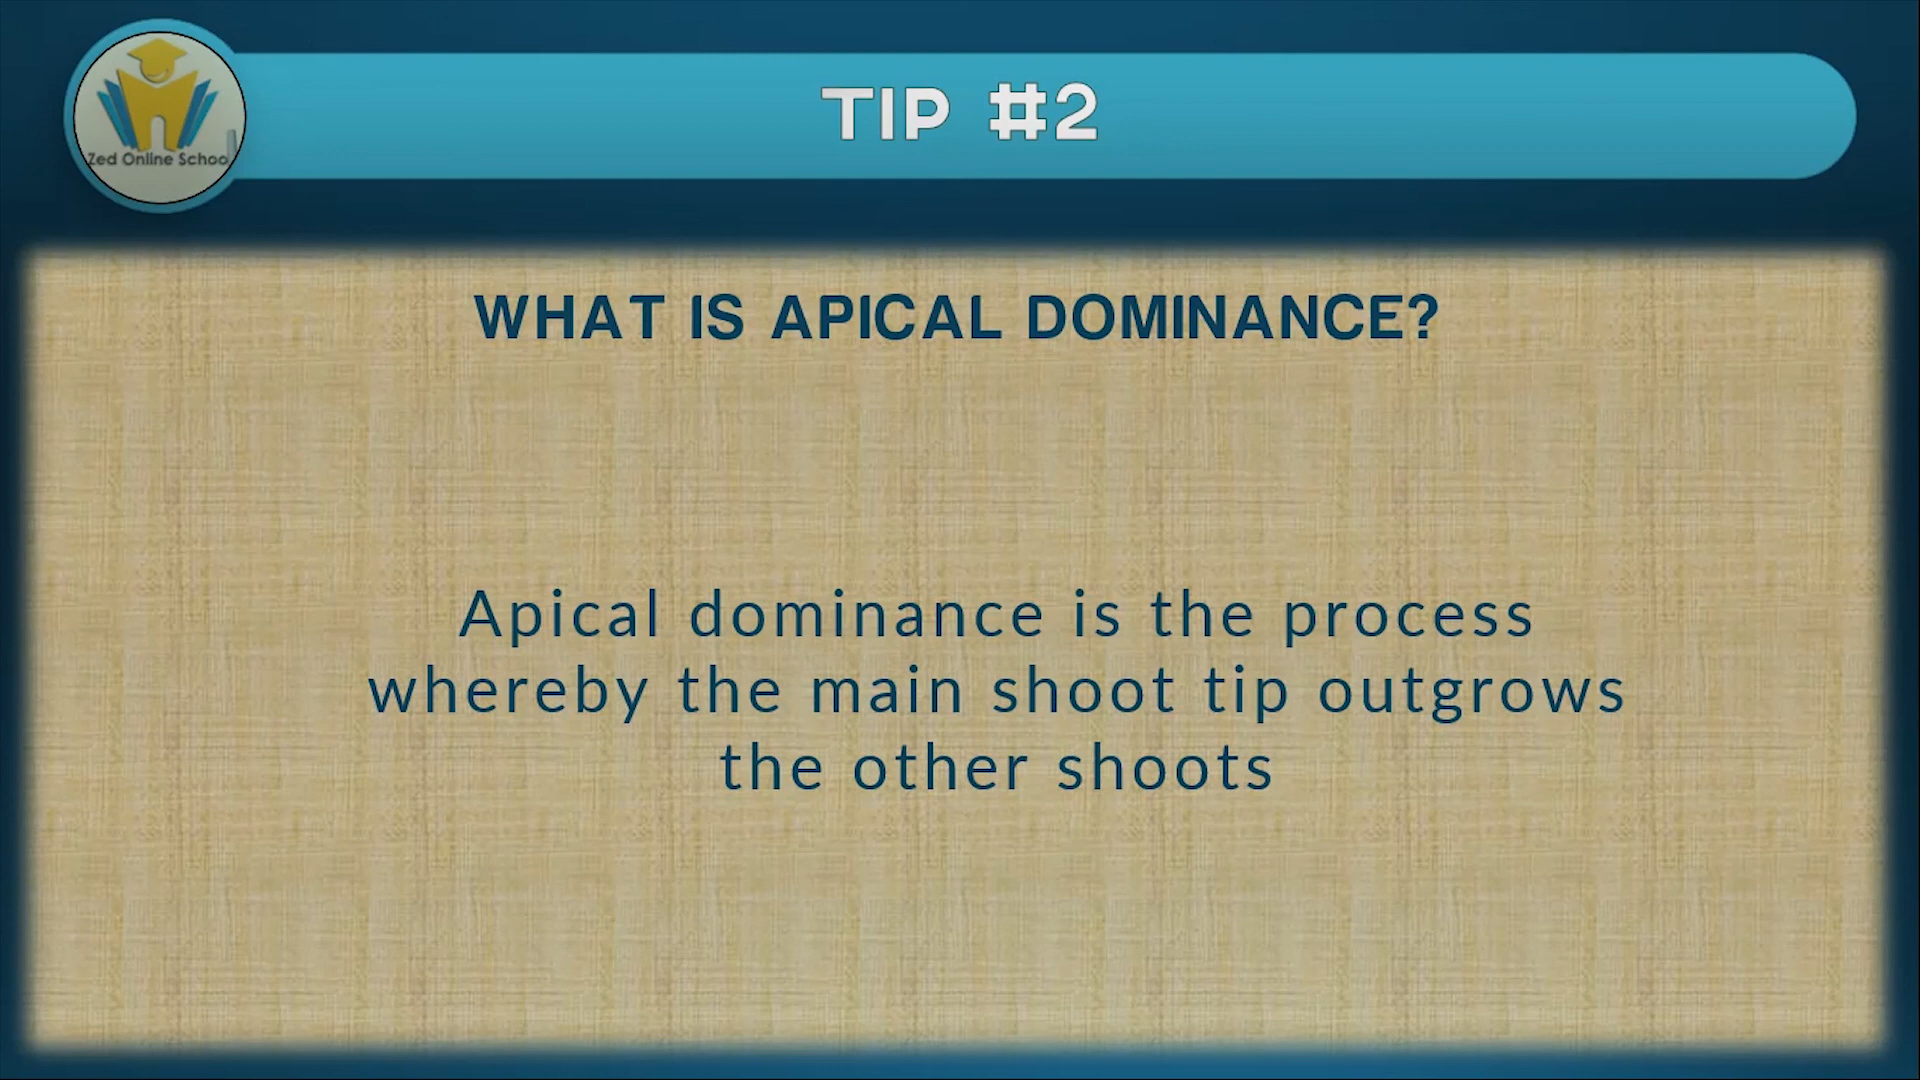 TIP #2
Zed Online School
WHAT IS APICAL DOMINANCE?
Apical dominance is the process
whereby the main shoot tip outgrows
the other shoots